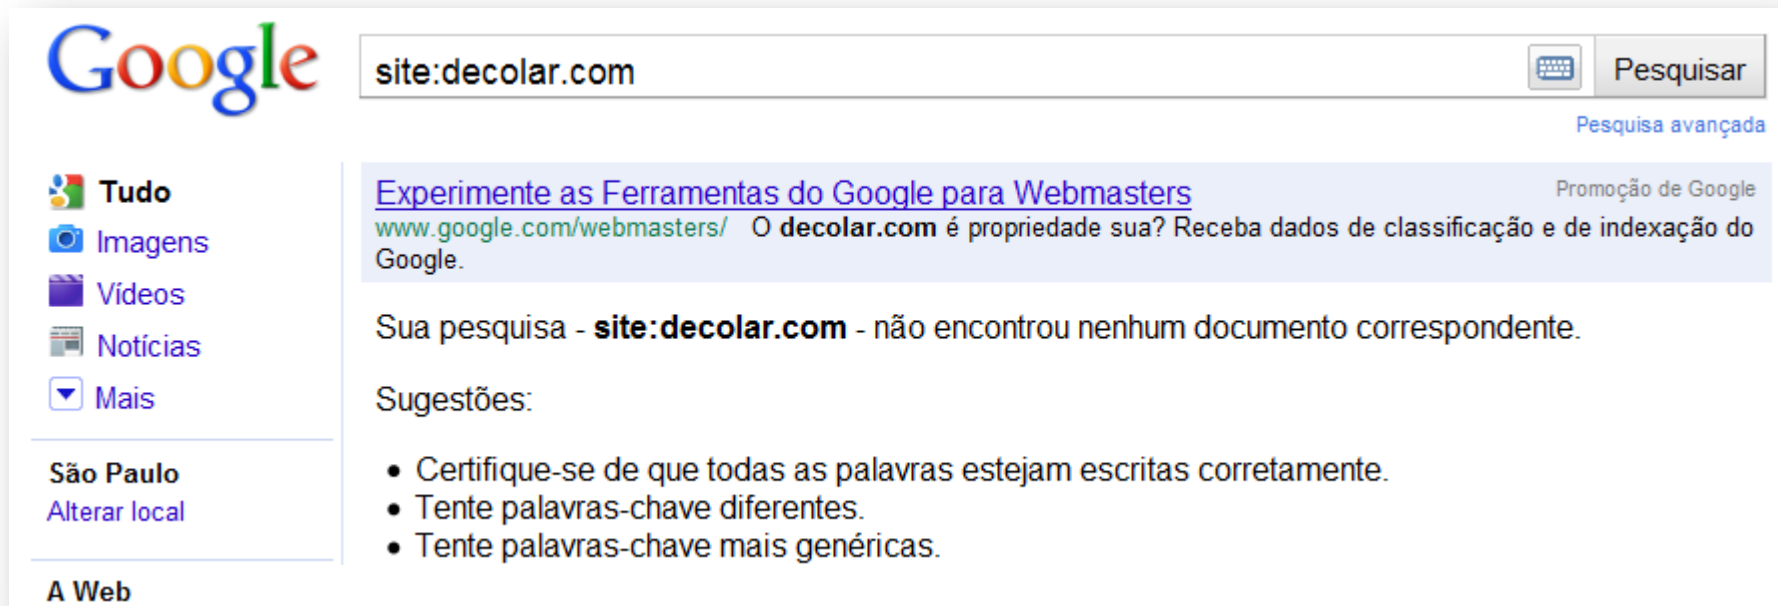 Google
site:decolar.com
Pesquisar
Pesquisa avançada
Tudo
Imagens
Vídeos
Notícias
Mais
São Paulo
Alterar local
A Web
Experimente as Ferramentas do Google para Webmasters
Promoção de Google
www.google.com/webmasters/ O decolar.com é propriedade sua? Receba dados de classificação e de indexação do
Google.
Sua pesquisa - site:decolar.com - não encontrou nenhum documento correspondente.
Sugestões:
• Certifique-se de que todas as palavras estejam escritas corretamente.
• Tente palavras-chave diferentes.
• Tente palavras-chave mais genéricas.